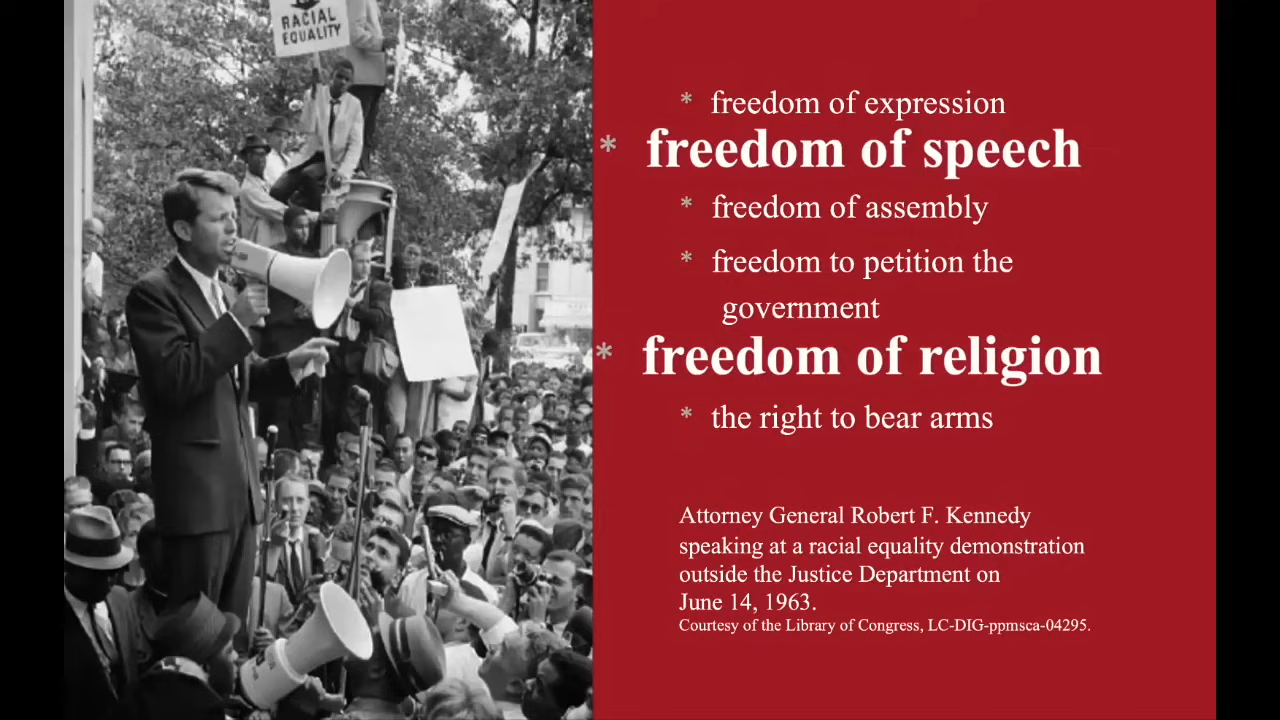 RACIAL
EQUALITY
* freedom of expression
* freedom of speech
* freedom of assembly
* freedom to petition the
government
* freedom of religion
* the right to bear arms
Attorney General Robert F. Kennedy
speaking at a racial equality demonstration
outside the Justice Department on
June 14, 1963.
Courtesy of the Library of Congress, LC-DIG-ppmsca-04295.